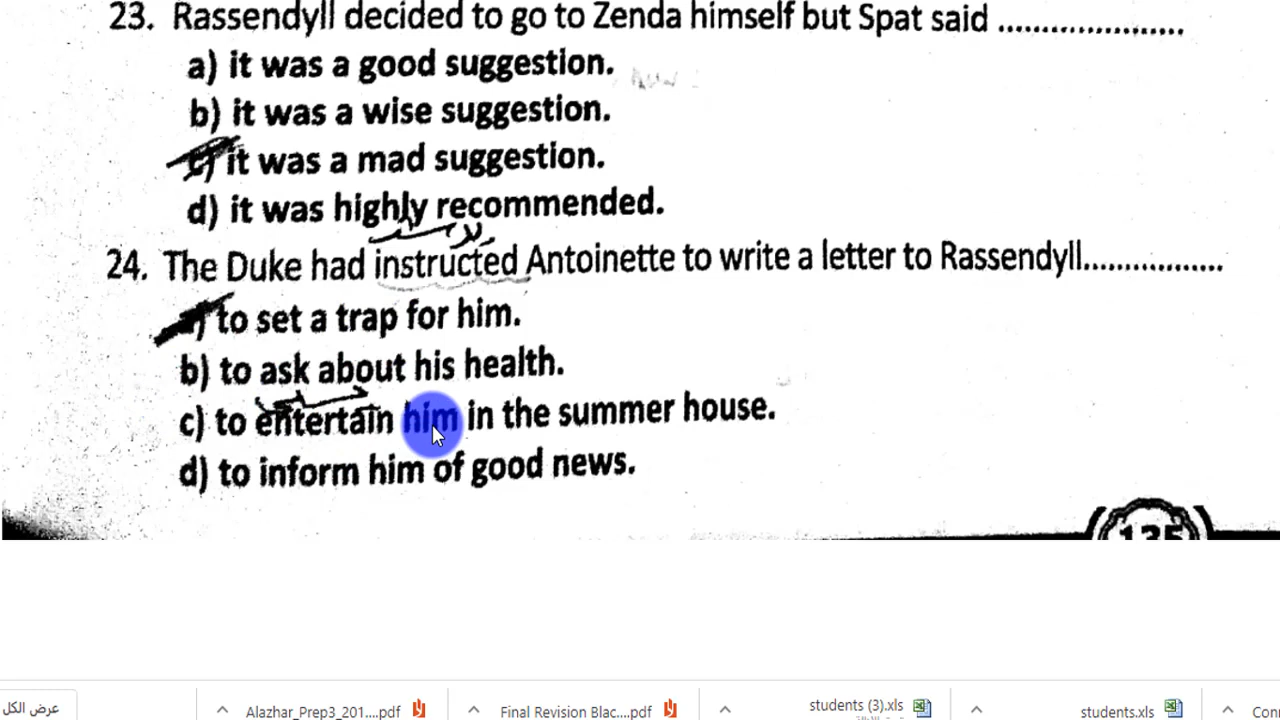 23. Rassendyll decided to go to Zenda himself but Spat said .....................
a) it was a good suggestion.
b) it was a wise suggestion.
c) it was a mad suggestion.
d) it was highly recommended.
24. The Duke had instructed Antoinette to write a letter to Rassendyll.................
a) to set a trap for him.
b) to ask about his health.
c) to entertain him in the summer house.
d) to inform him of good news.
135
عرض الكل
Alazhar_Prep3_201....pdf
Final Revision Blac....pdf
students (3).xls
students.xls